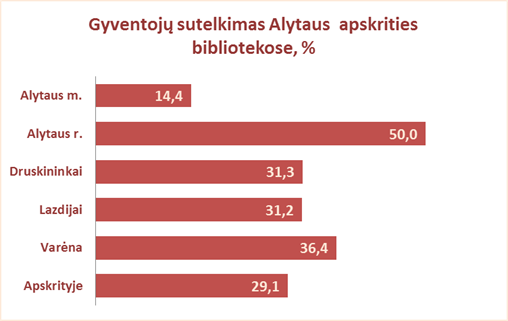 Gyventojų sutelkimas Alytaus apskrities
bibliotekose, %
Alytaus m. 14,4
Alytaus r. 50,0
Druskininkai 31,3
Lazdijai 31,2
Varėna 36,4
Apskrityje 29,1